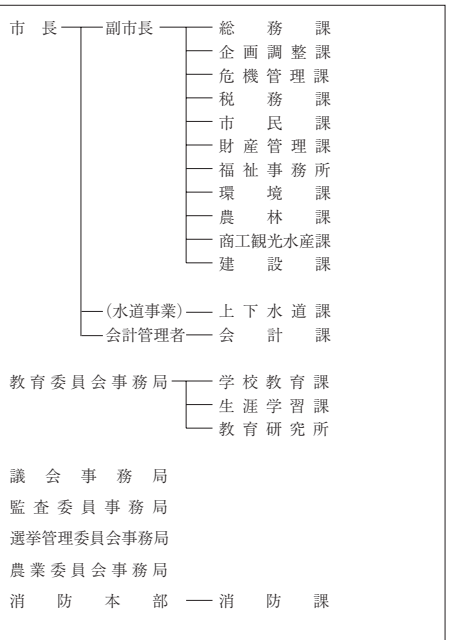 市長 副市長 総務課
企画調整課
危機管理課
税務課
市民課
財産管理課
福祉事務所
環境課
農林課
商工観光水産課
建設課
(水道事業) 上下水道課
会計管理者 会計課
教育委員会事務局 学校教育課
生涯学習課
教育研究所
議会事務局
監査委員事務局
選挙管理委員会事務局
農業委員会事務局
消防本部 消防課